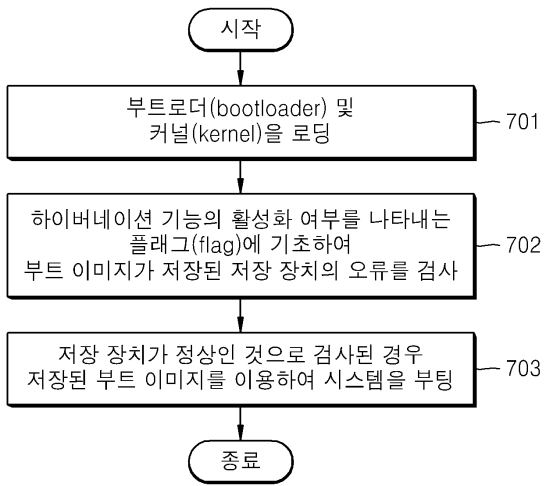 시작
부트로더(bootloader) 및
커널(kernel)을 로딩
701
하이버네이션 기능의 활성화 여부를 나타내는
플래그(flag)에 기초하여
부트 이미지가 저장된 저장 장치의 오류를 검사
702
저장 장치가 정상인 것으로 검사된 경우
저장된 부트 이미지를 이용하여 시스템을 부팅
703
종료